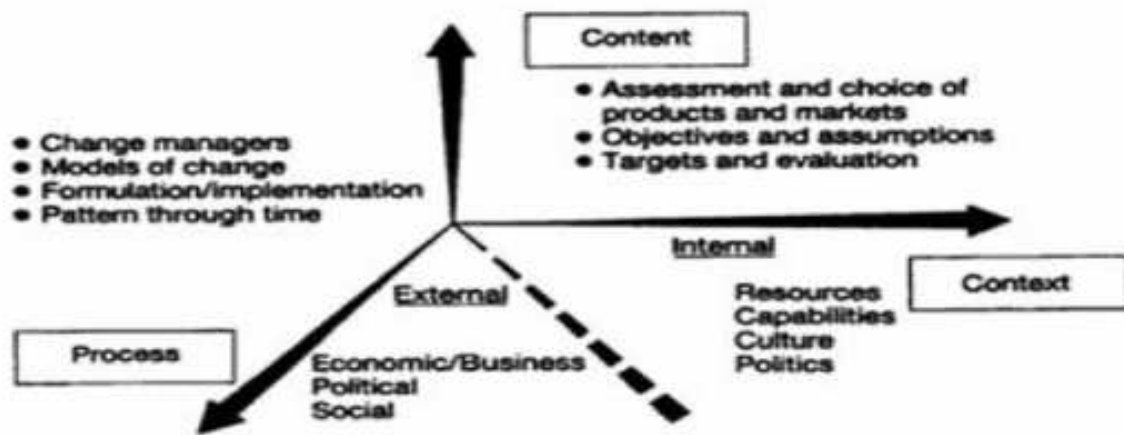 Content
• Assessment and choice of
products and markets
• Objectives and assumptions
• Targets and evaluation
• Change managers
• Models of change
• Formulation/implementation
• Pattern through time
Internal
Context
Resources
Capabilities
Culture
Politics
External
Process
Economic/Business
Political
Social